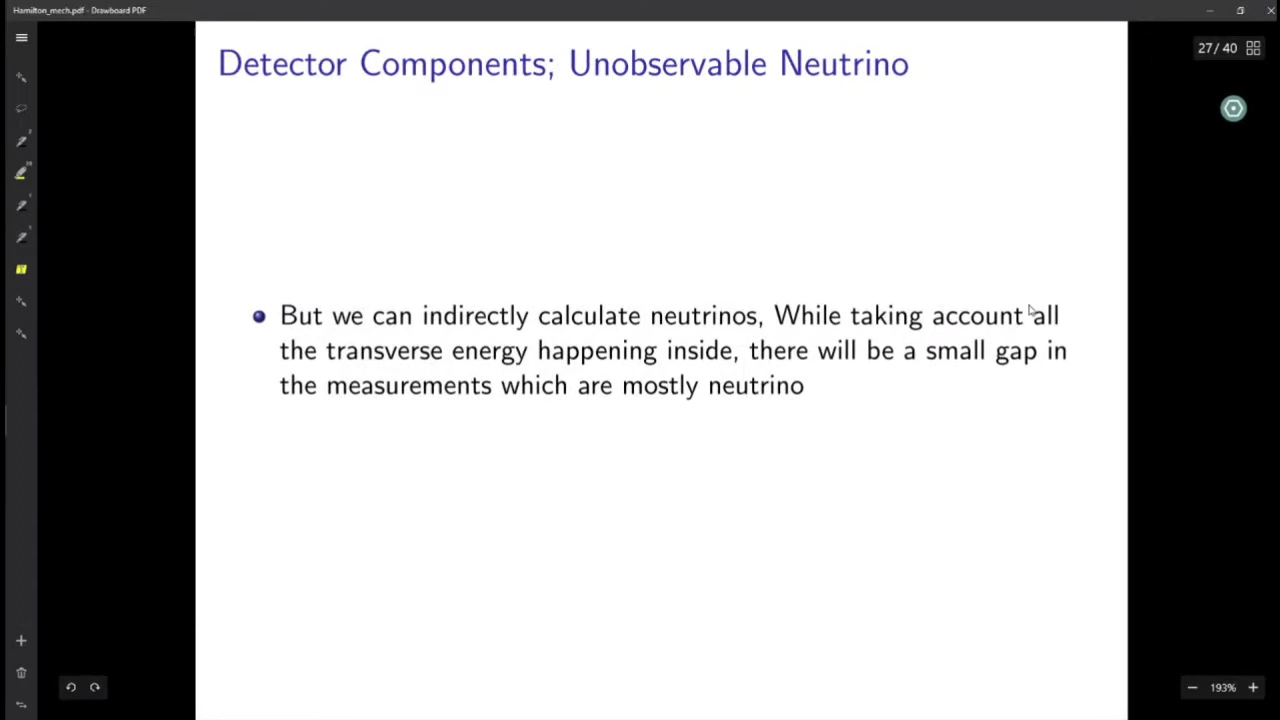 Hamilton_mech.pdf - Drawboard PDF
27/40
Detector Components; Unobservable Neutrino
But we can indirectly calculate neutrinos, While taking account all
the transverse energy happening inside, there will be a small gap in
the measurements which are mostly neutrino
193%